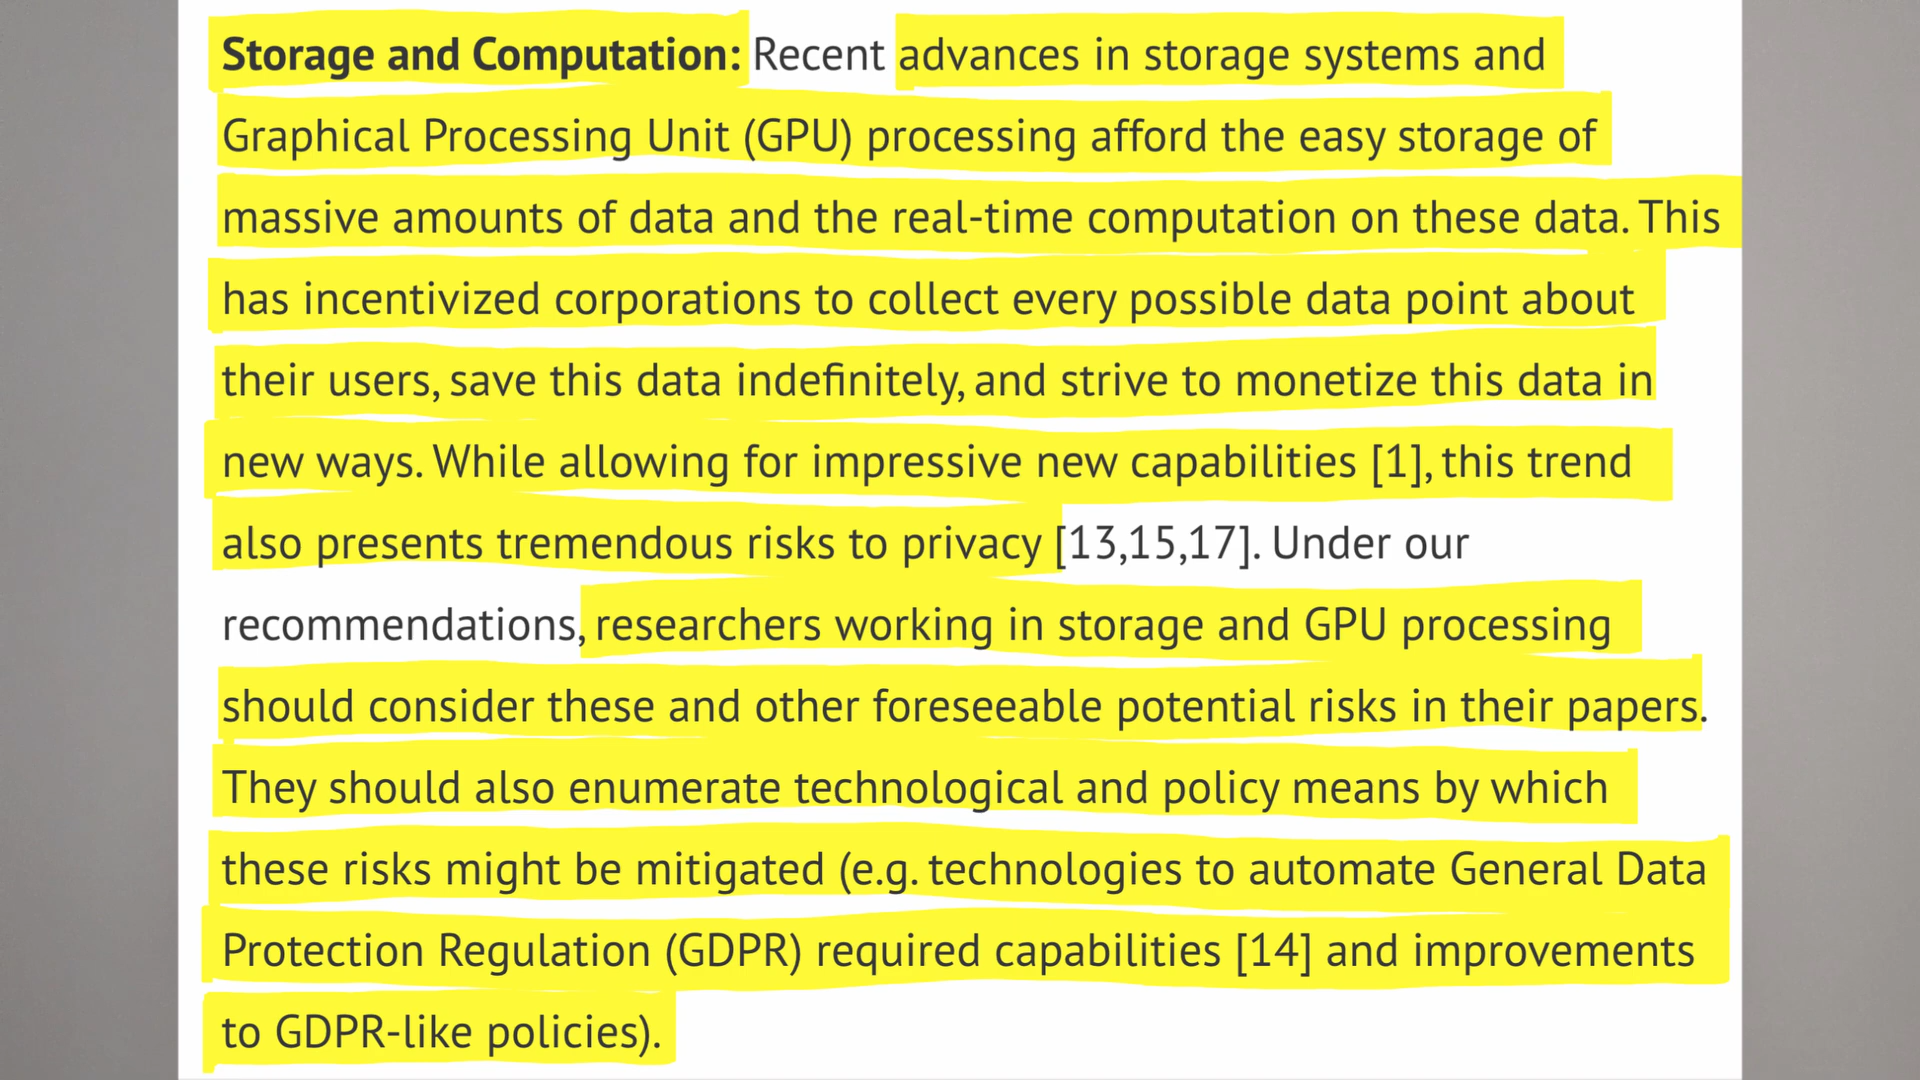 Storage and Computation: Recent advances in storage systems and
Graphical Processing Unit (GPU) processing afford the easy storage of
massive amounts of data and the real-time computation on these data. This
has incentivized corporations to collect every possible data point about
their users, save this data indefinitely, and strive to monetize this data in
new ways. While allowing for impressive new capabilities [1], this trend
also presents tremendous risks to privacy [13,15,17]. Under our
recommendations, researchers working in storage and GPU processing
should consider these and other foreseeable potential risks in their papers.
They should also enumerate technological and policy means by which
these risks might be mitigated (e.g. technologies to automate General Data
Protection Regulation (GDPR) required capabilities [14] and improvements
to GDPR-like policies).